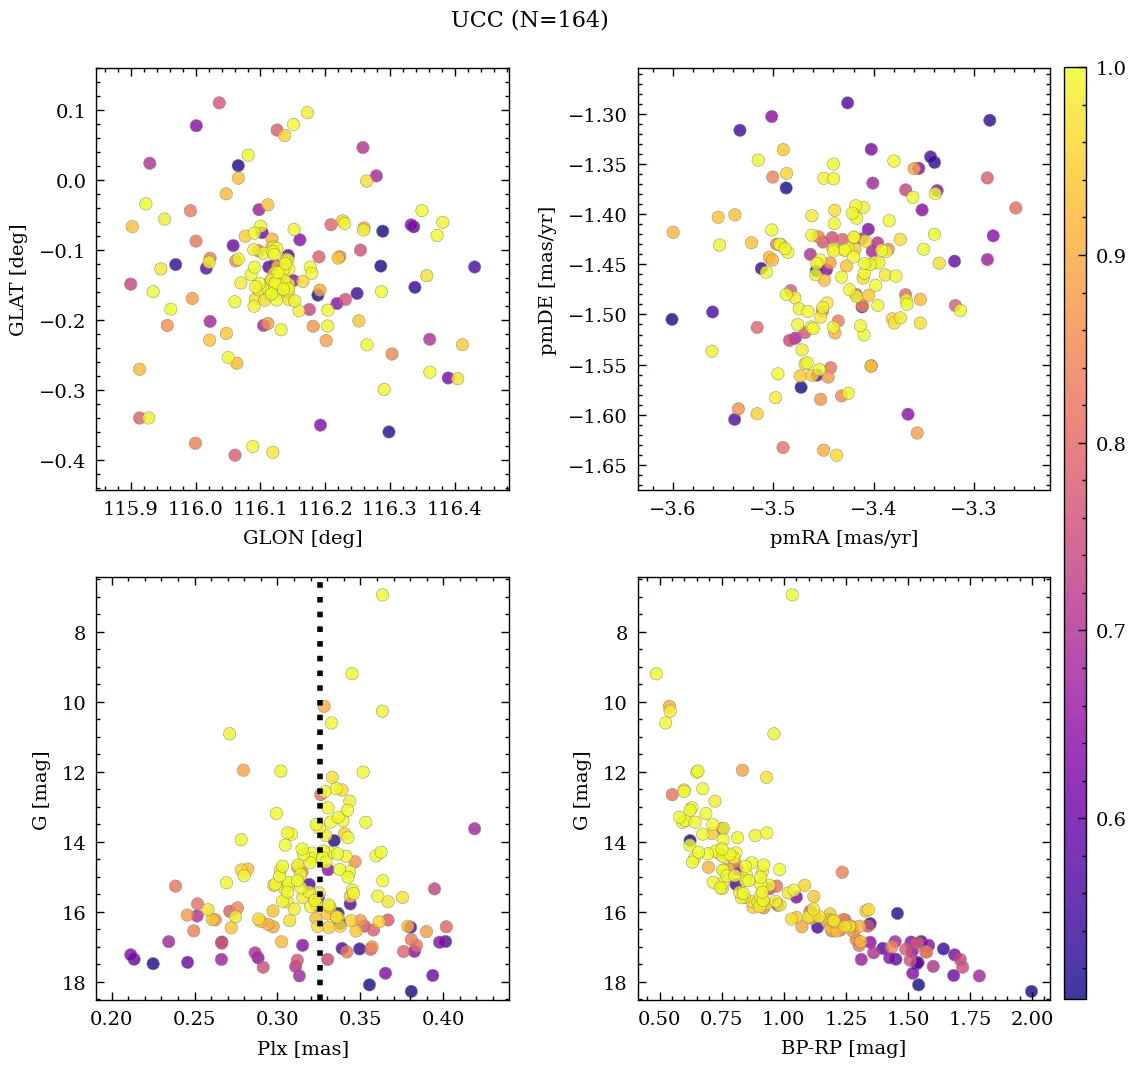 UCC (N=164)
0.1
0.0
−0.1
−0.2
−0.3
−0.4
GLAT [deg]
115.9 116.0 116.1 116.2 116.3 116.4
GLON [deg]
−1.30
−1.35
−1.40
−1.45
−1.50
−1.55
−1.60
−1.65
pmDE [mas/yr]
−3.6 −3.5 −3.4 −3.3
pmRA [mas/yr]
8
10
12
14
16
18
G [mag]
0.20 0.25 0.30 0.35 0.40
Plx [mas]
8
10
12
14
16
18
G [mag]
0.50 0.75 1.00 1.25 1.50 1.75 2.00
BP-RP [mag]
1.0
0.9
0.8
0.7
0.6